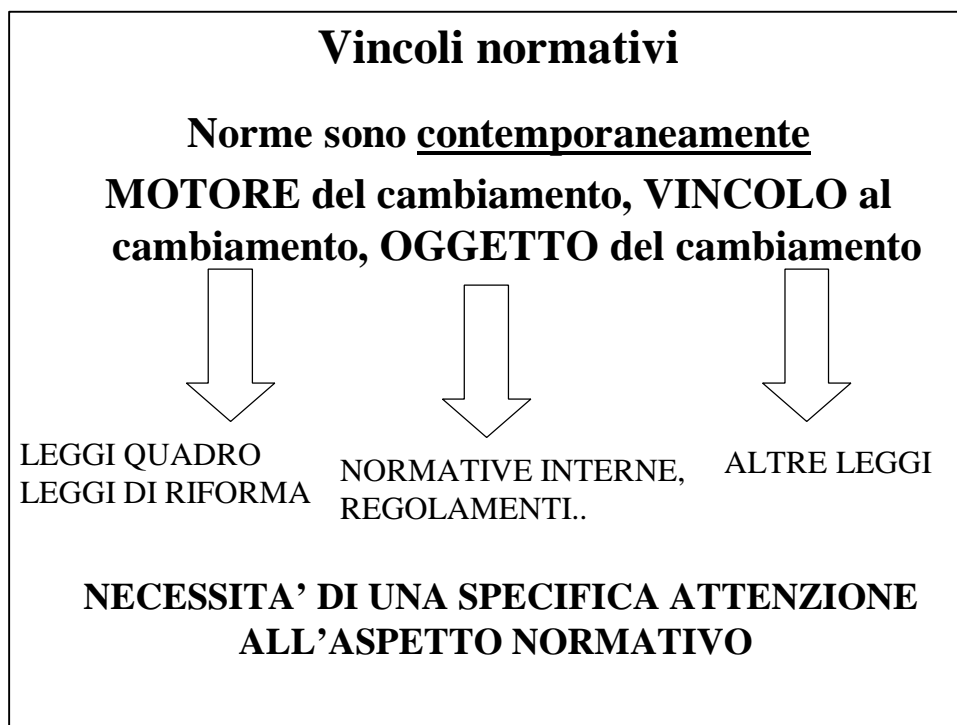 Vincoli normativi
Norme sono contemporaneamente
MOTORE del cambiamento, VINCOLO al
cambiamento, OGGETTO del cambiamento
LEGGI QUADRO
LEGGI DI RIFORMA
NORMATIVE INTERNE,
REGOLAMENTI..
ALTRE LEGGI
NECESSITA’ DI UNA SPECIFICA ATTENZIONE
ALL’ASPETTO NORMATIVO